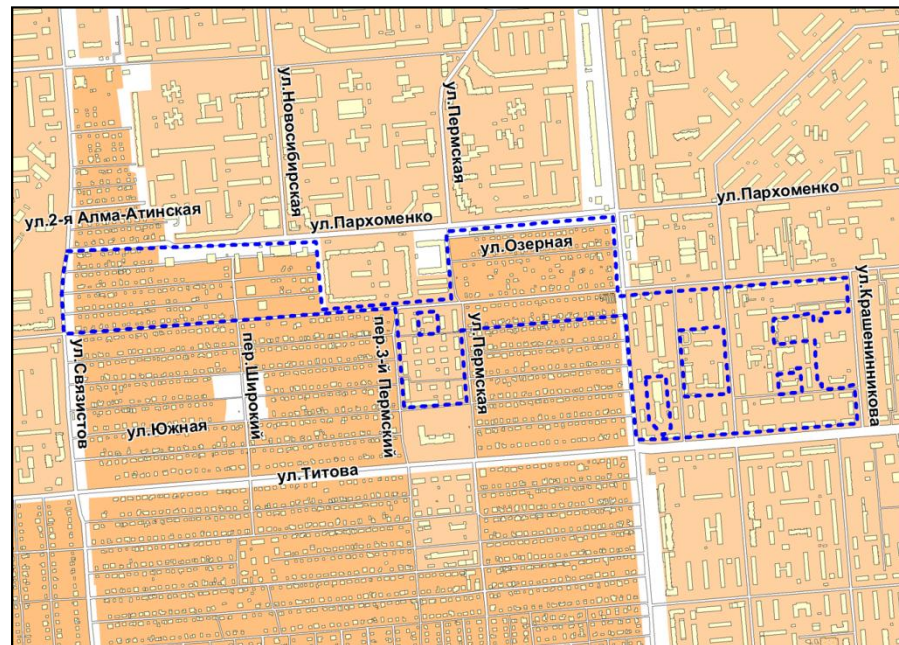 ул.Новосибирская
ул.Пермская
ул.2-я Алма-Атинская
ул.Пархоменко
ул.Пархоменко
ул.Озерная
ул.Крашенинникова
ул.Связистов
пер.Широкий
пер.3-й Пермский
ул.Пермская
ул.Южная
ул.Титова